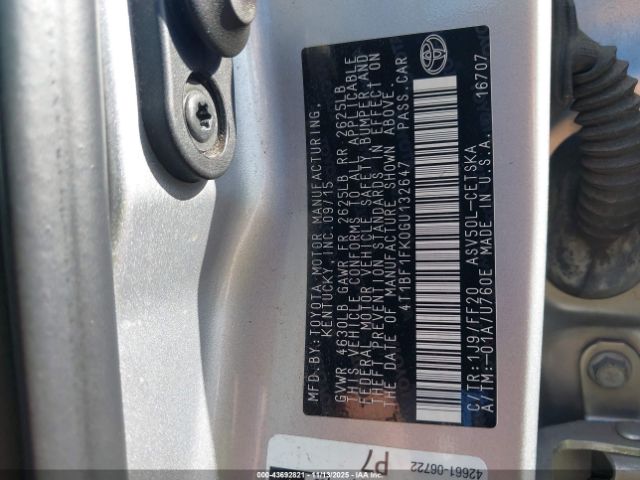 MFD.BY:TOYOTA MOTOR MANUFACTURING,
KENTUCKY, INC. 09/15
GVWR 4630LB GAWR FR 2625LB RR 2625LB
THIS VEHICLE CONFORMS TO ALL APPLICABLE
FEDERAL MOTOR VEHICLE SAFETY, BUMPER, AND
THEFT PREVENTION STANDARDS IN EFFECT ON
THE DATE OF MANUFACTURE SHOWN ABOVE.
4T1BF1FK0GU132647 PASS.CAR
16707
C/TR:1J9/FF20 ASV50L-CETSKA
A/TM:-01A/U760E MADE IN U.S.A.
42661-06722
P7
000-43692821 - 11/13/2025 - IAAI.COM